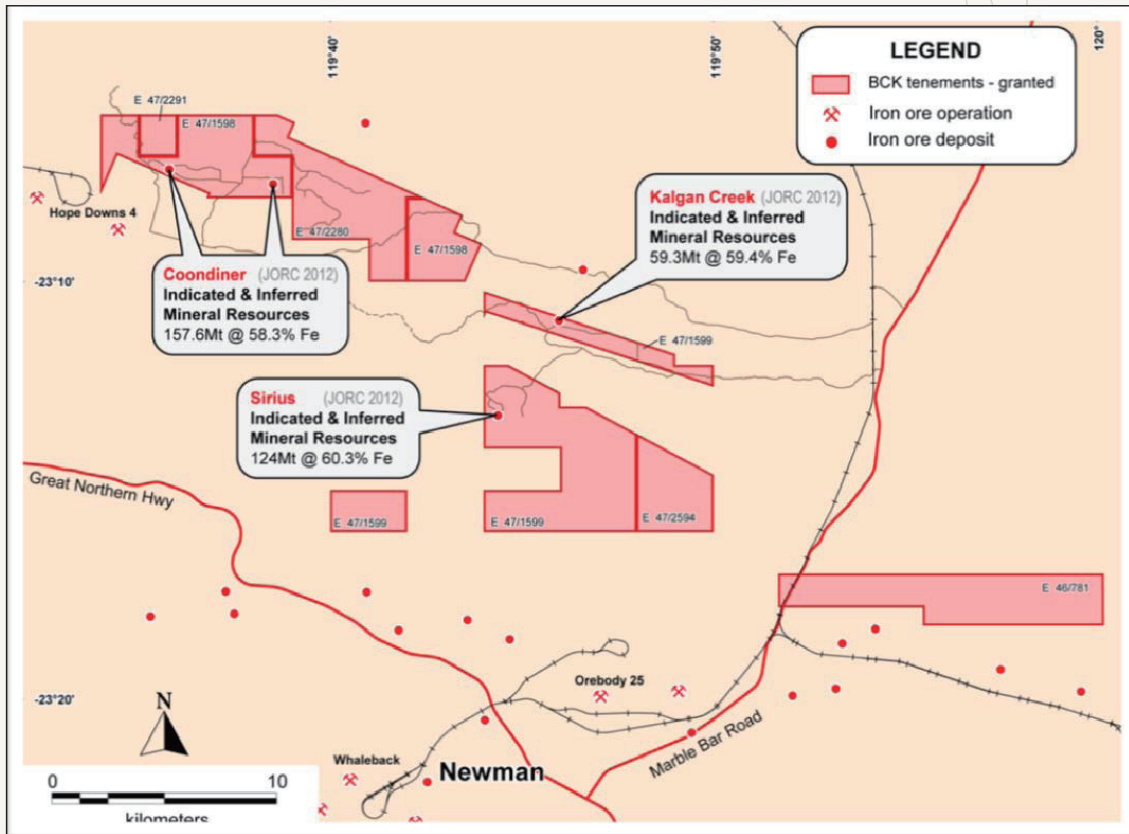 119°40'
119°50'
120°
LEGEND
BCK tenements - granted
Iron ore operation
Iron ore deposit
E 47/2291
E 47/1598
Hope Downs 4
E 47/2280
E 47/1598
Kalgan Creek (JORC 2012)
Indicated & Inferred
Mineral Resources
59.3Mt @ 59.4% Fe
Coondiner (JORC 2012)
Indicated & Inferred
Mineral Resources
157.6Mt @ 58.3% Fe
-23°10'
E 47/1599
Sirius (JORC 2012)
Indicated & Inferred
Mineral Resources
124Mt @ 60.3% Fe
Great Northern Hwy
E 47/1599
E 47/1599
E 47/2594
E 46/781
-23°20'
N
Orebody 25
Marble Bar Road
Whaleback
Newman
0 10
kilometers